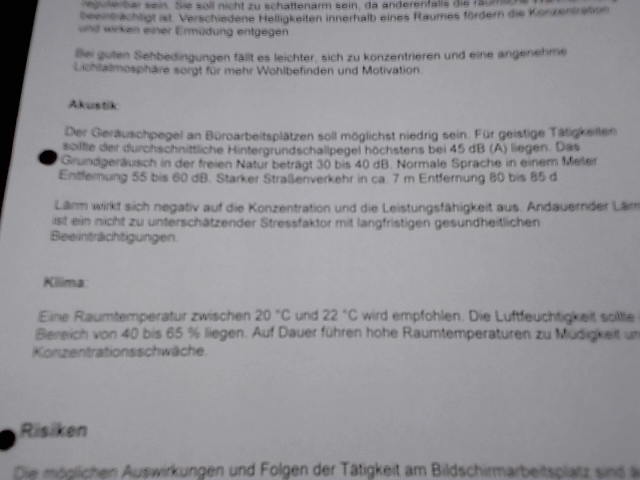 regulierbar sein. Sie soll nicht zu schattenarm sein, da anderenfalls die räumliche
beeinträchtigt ist. Verschiedene Helligkeiten innerhalb eines Raumes fördern die Konzentration
und wirken einer Ermüdung entgegen.
Bei guten Sehbedingungen fällt es leichter, sich zu konzentrieren und eine angenehme
Lichtatmosphäre sorgt für mehr Wohlbefinden und Motivation.
Akustik:
Der Geräuschpegel an Büroarbeitsplätzen soll möglichst niedrig sein. Für geistige Tätigkeiten
sollte der durchschnittliche Hintergrundschallpegel höchstens bei 45 dB (A) liegen. Das
Grundgeräusch in der freien Natur beträgt 30 bis 40 dB. Normale Sprache in einem Meter
Entfernung 55 bis 60 dB. Starker Straßenverkehr in ca. 7 m Entfernung 80 bis 85 d
Lärm wirkt sich negativ auf die Konzentration und die Leistungsfähigkeit aus. Andauernder Lärm
ist ein nicht zu unterschätzender Stressfaktor mit langfristigen gesundheitlichen
Beeinträchtigungen.
Klima:
Eine Raumtemperatur zwischen 20 °C und 22 °C wird empfohlen. Die Luftfeuchtigkeit sollte
Bereich von 40 bis 65 % liegen. Auf Dauer führen hohe Raumtemperaturen zu Müdigkeit un
Konzentrationsschwäche.
Risiken
Die möglichen Auswirkungen und Folgen der Tätigkeit am Bildschirmarbeitsplatz sind